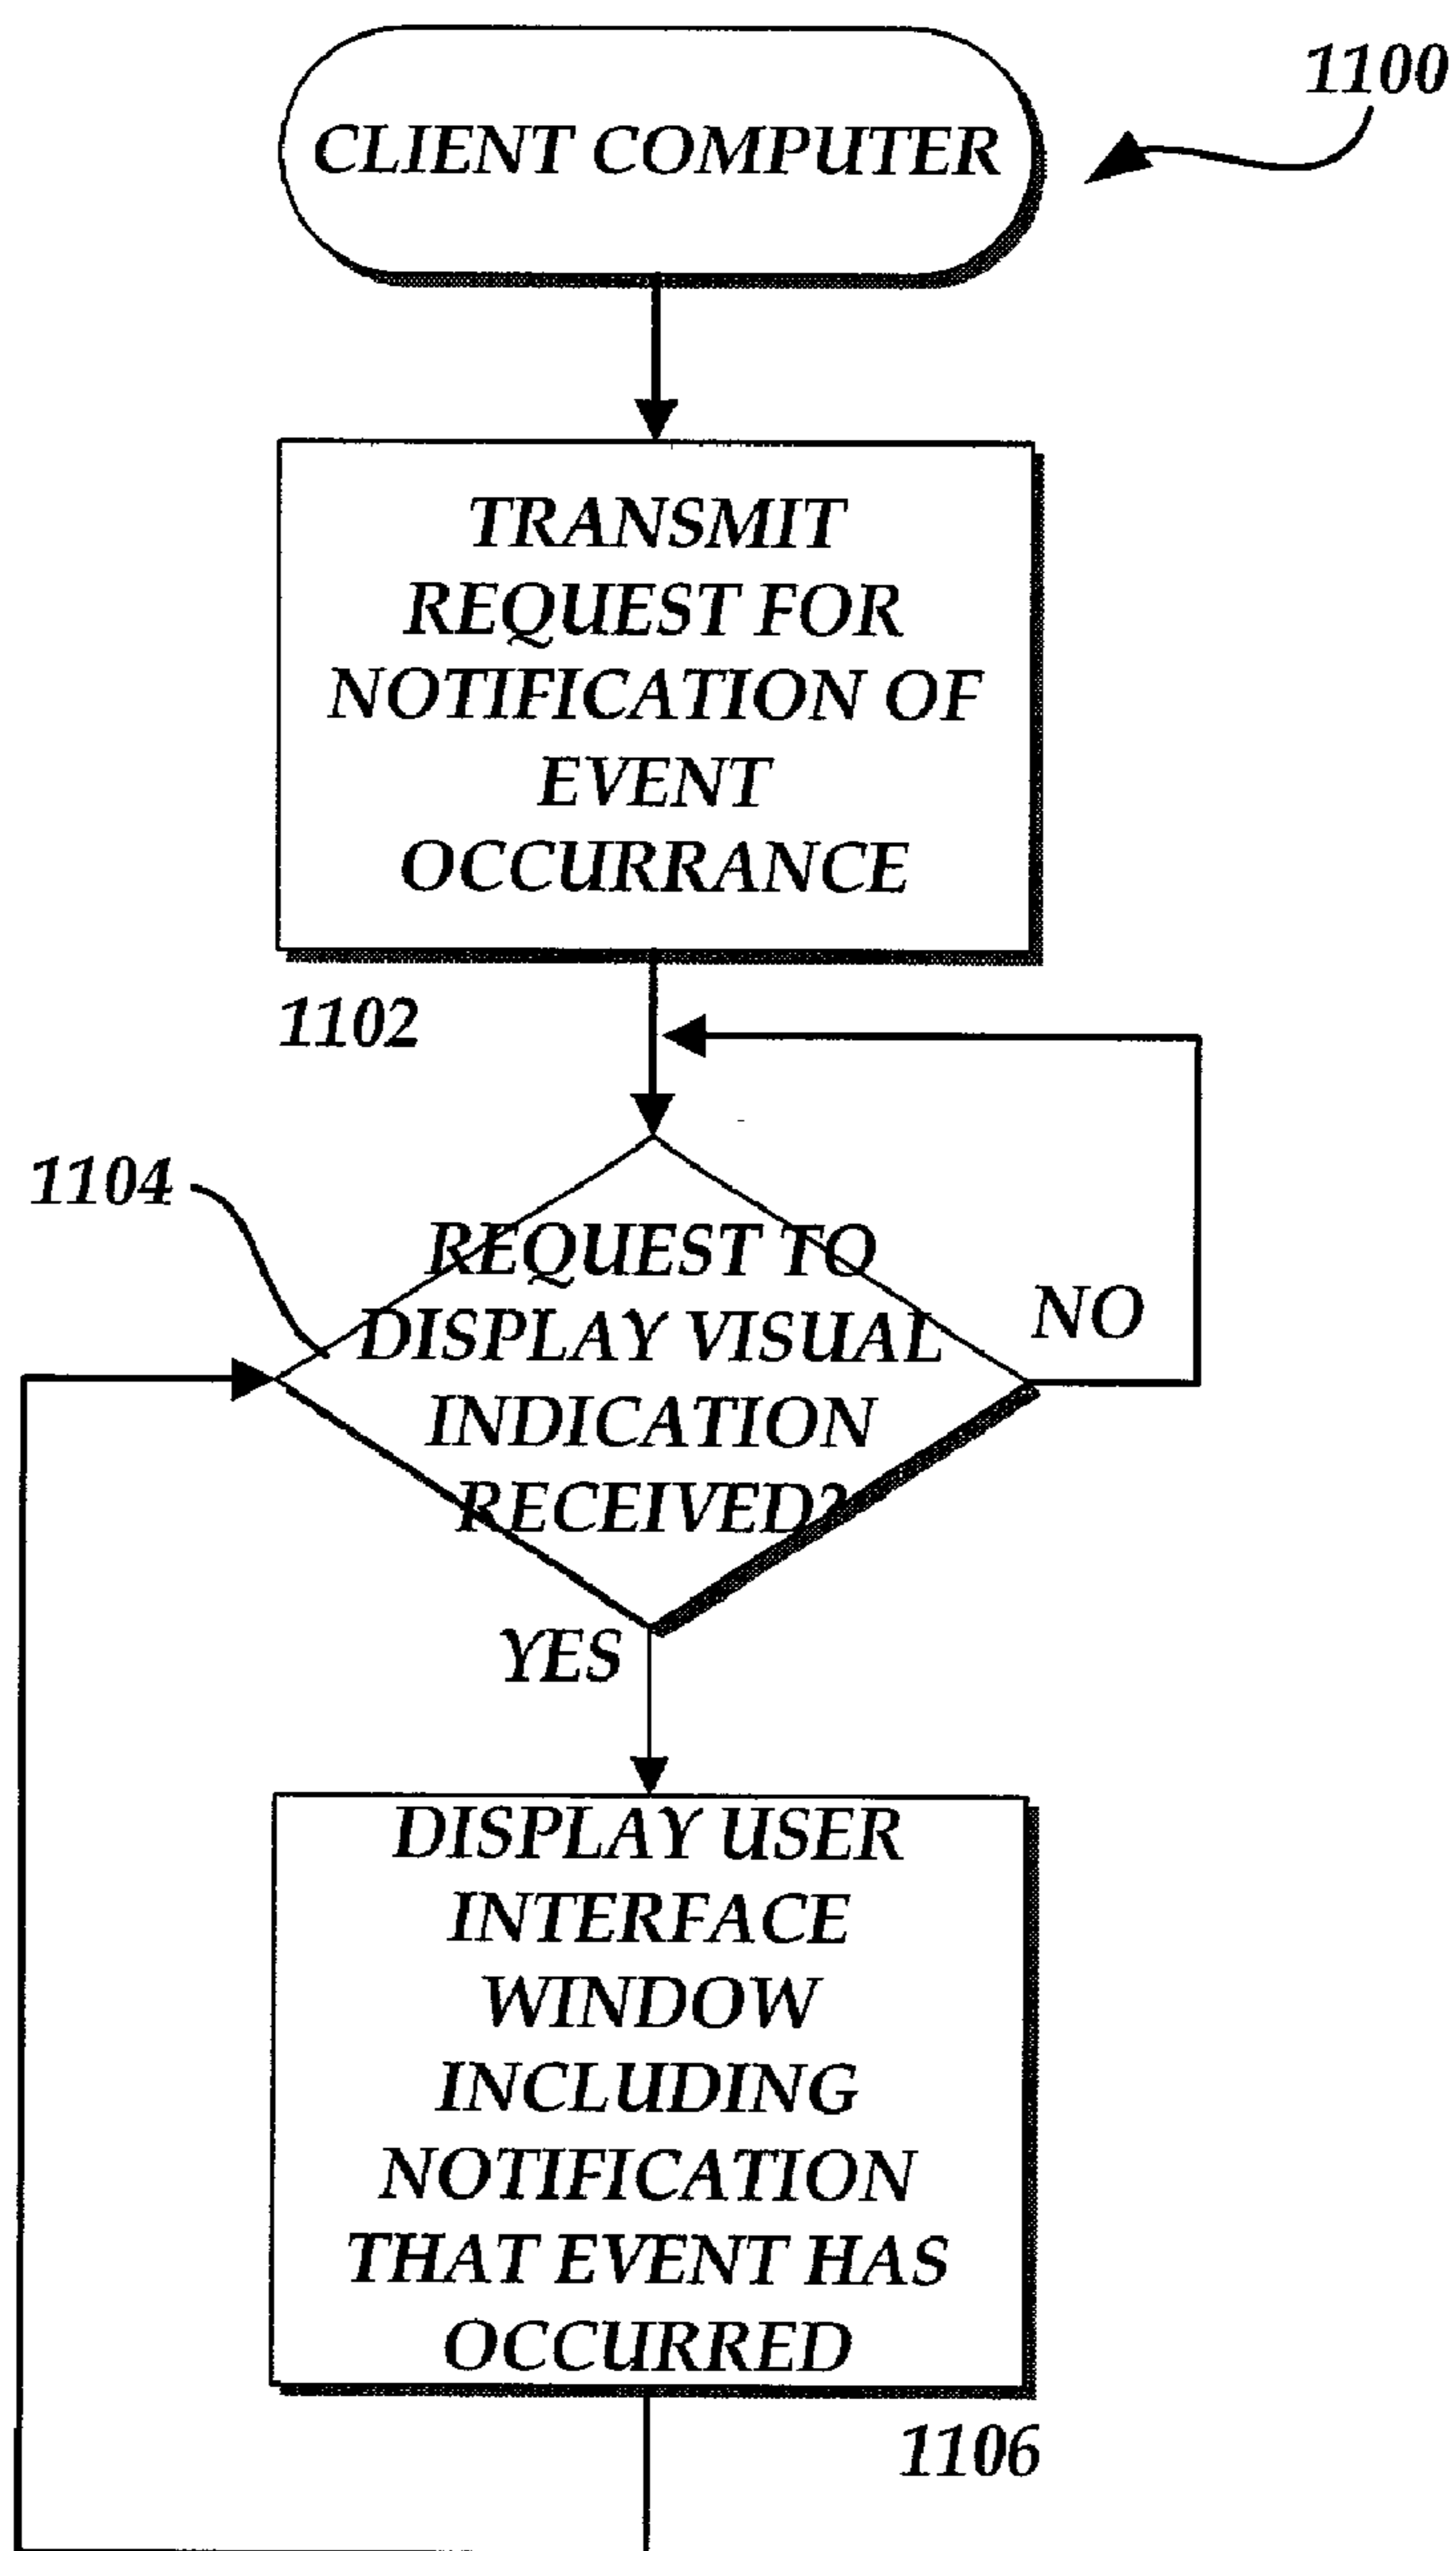 1100
CLIENT COMPUTER
TRANSMIT
REQUEST FOR
NOTIFICATION OF
EVENT
OCCURRANCE
1102
1104
REQUEST TO
DISPLAY VISUAL
INDICATION
RECEIVED?
NO
YES
DISPLAY USER
INTERFACE
WINDOW
INCLUDING
NOTIFICATION
THAT EVENT HAS
OCCURRED
1106